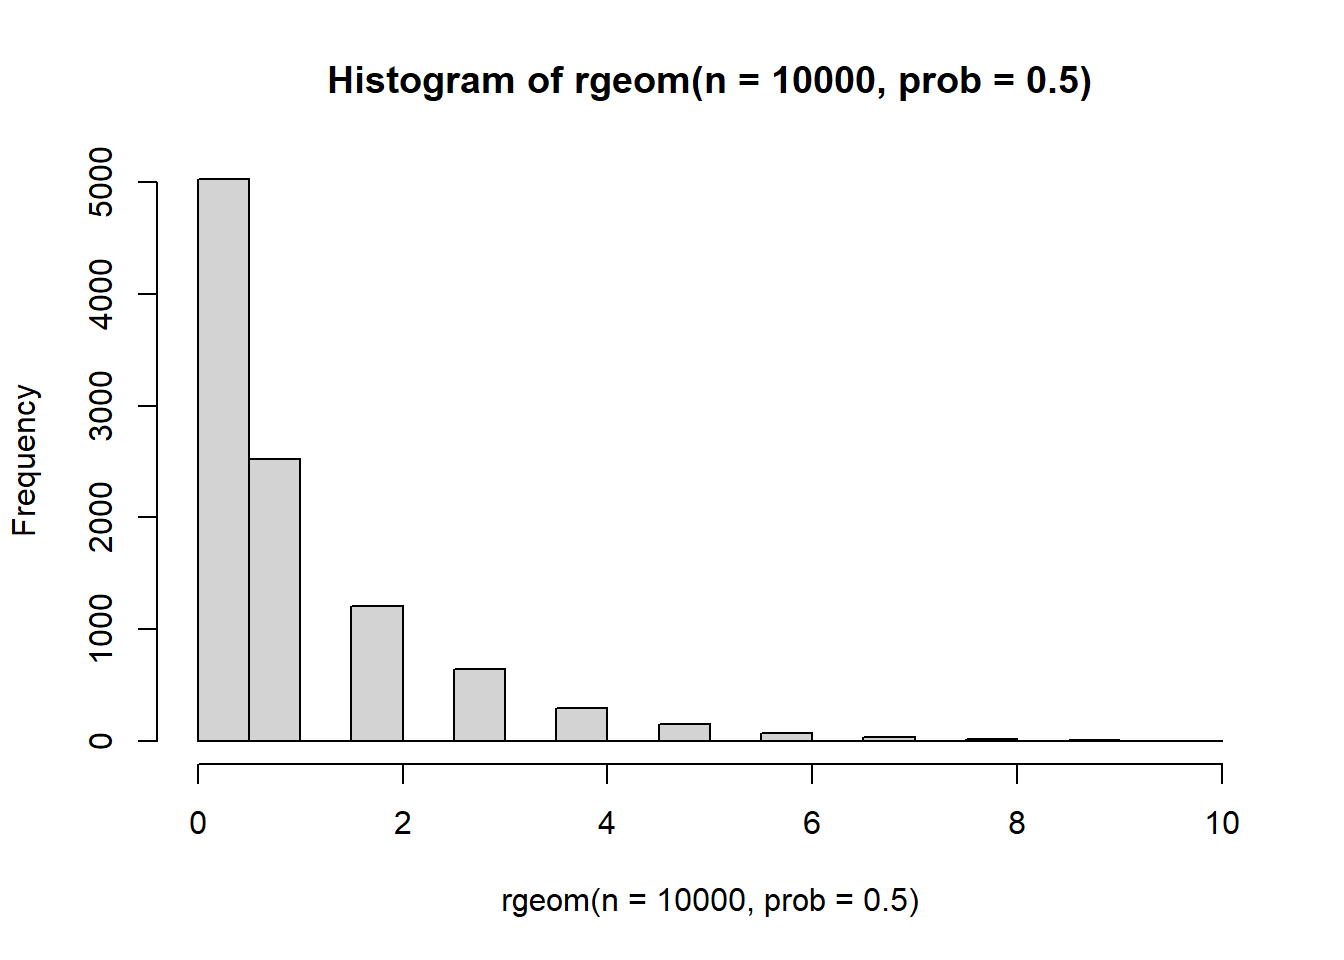 Histogram of rgeom(n = 10000, prob = 0.5)
Frequency
5000
4000
3000
2000
1000
0
0 2 4 6 8 10
rgeom(n = 10000, prob = 0.5)